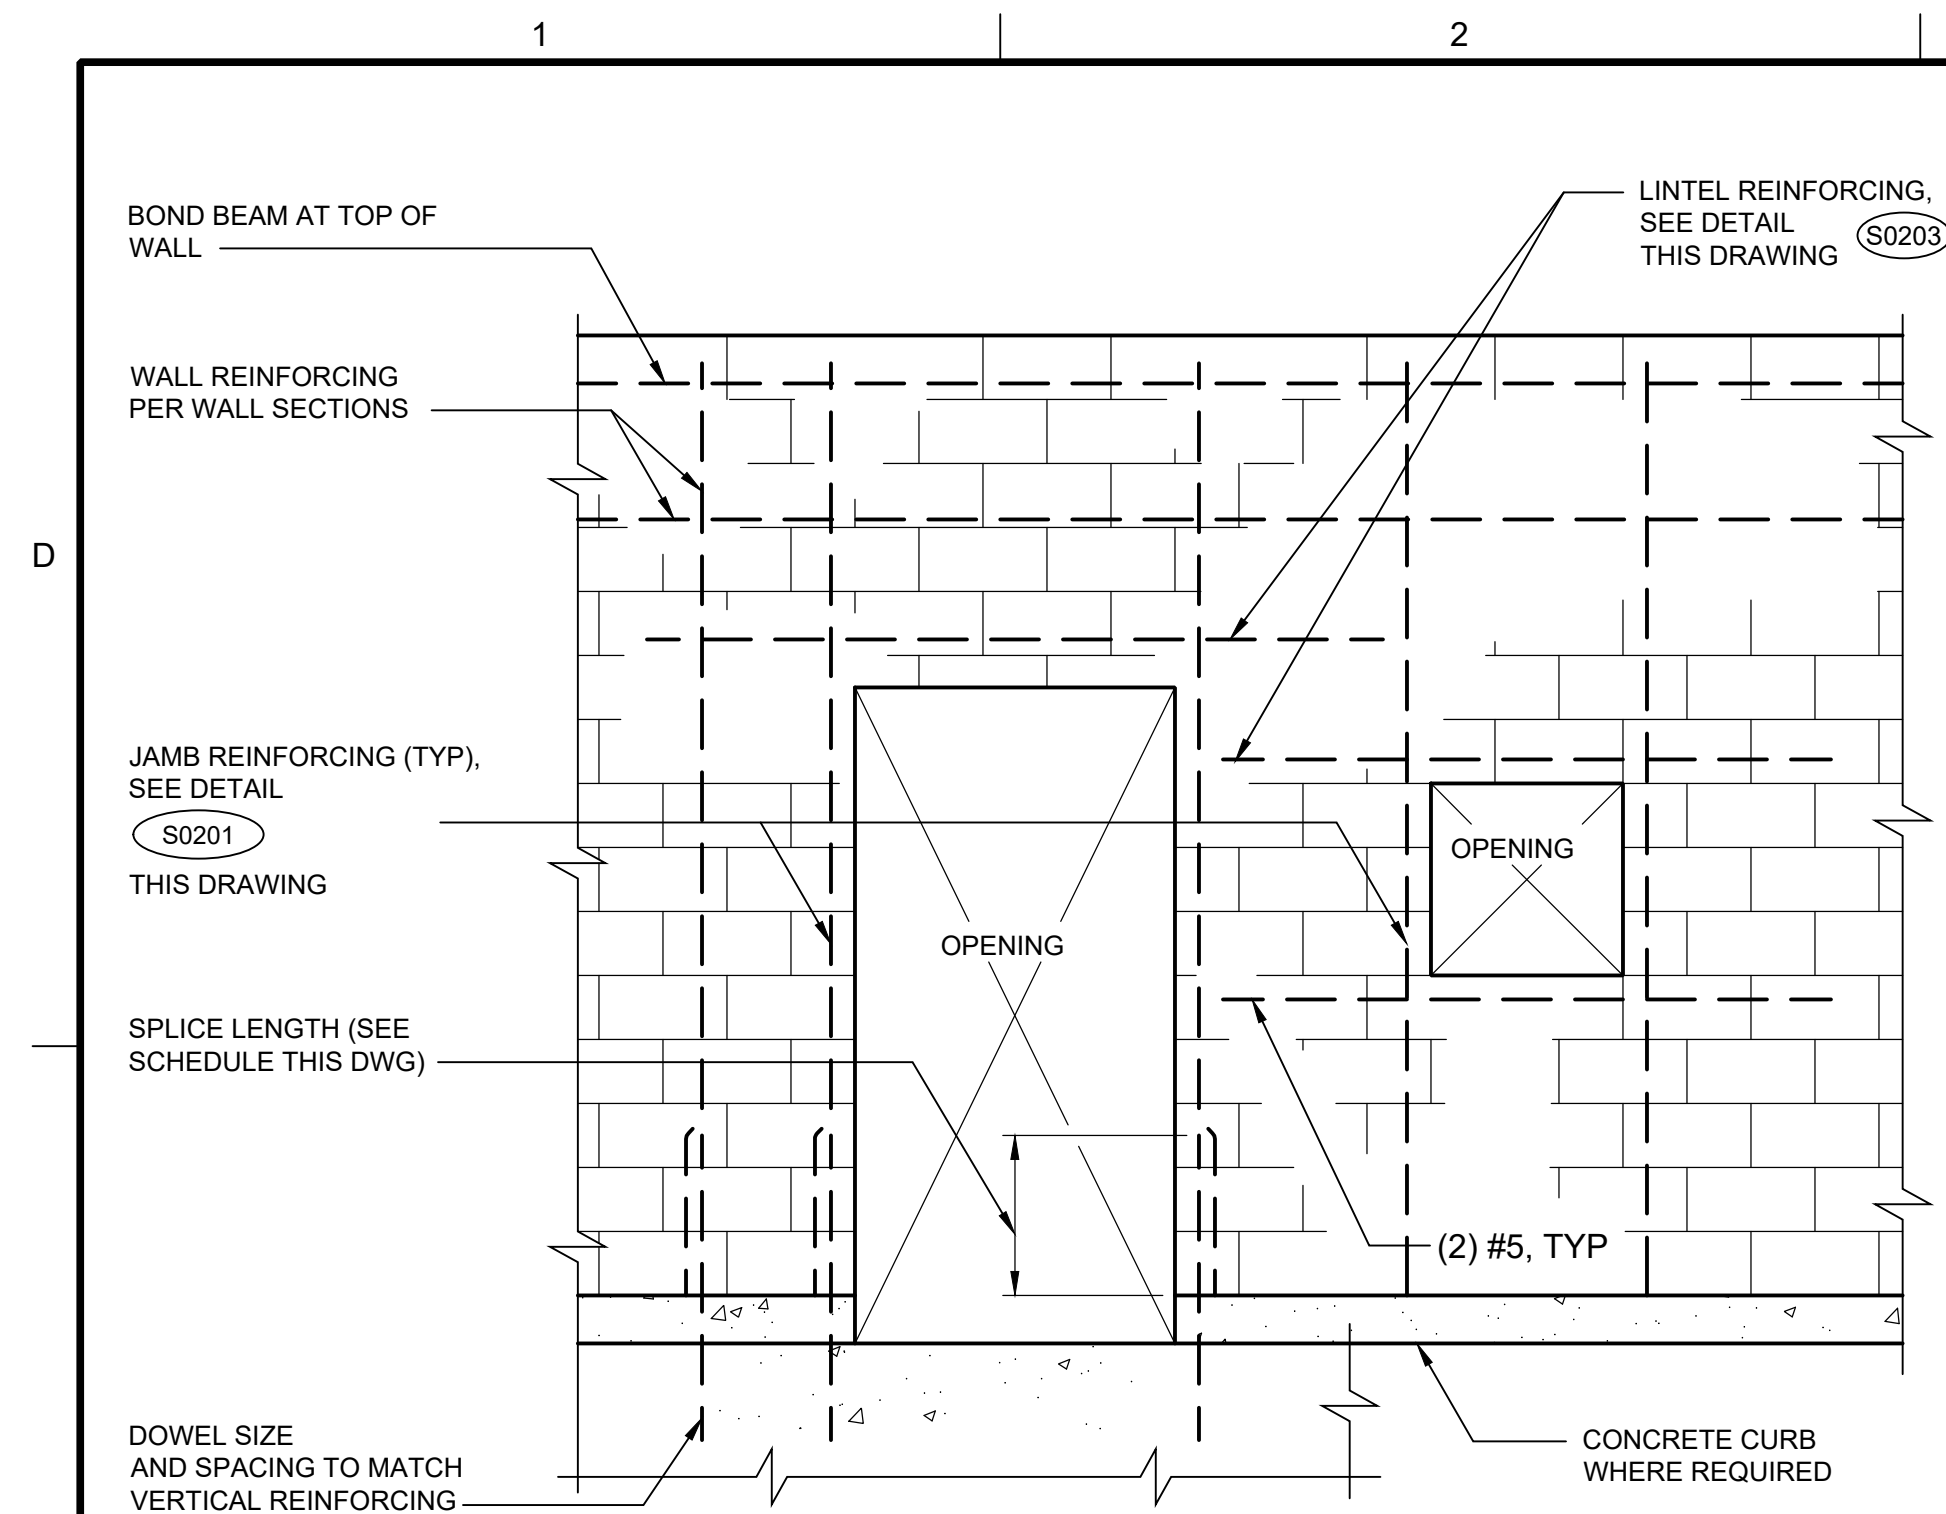 1
2
D
BOND BEAM AT TOP OF
WALL
LINTEL REINFORCING,
SEE DETAIL
THIS DRAWING
S0203
WALL REINFORCING
PER WALL SECTIONS
JAMB REINFORCING (TYP),
SEE DETAIL
S0201
THIS DRAWING
OPENING
OPENING
SPLICE LENGTH (SEE
SCHEDULE THIS DWG)
(2) #5, TYP
DOWEL SIZE
AND SPACING TO MATCH
VERTICAL REINFORCING
CONCRETE CURB
WHERE REQUIRED